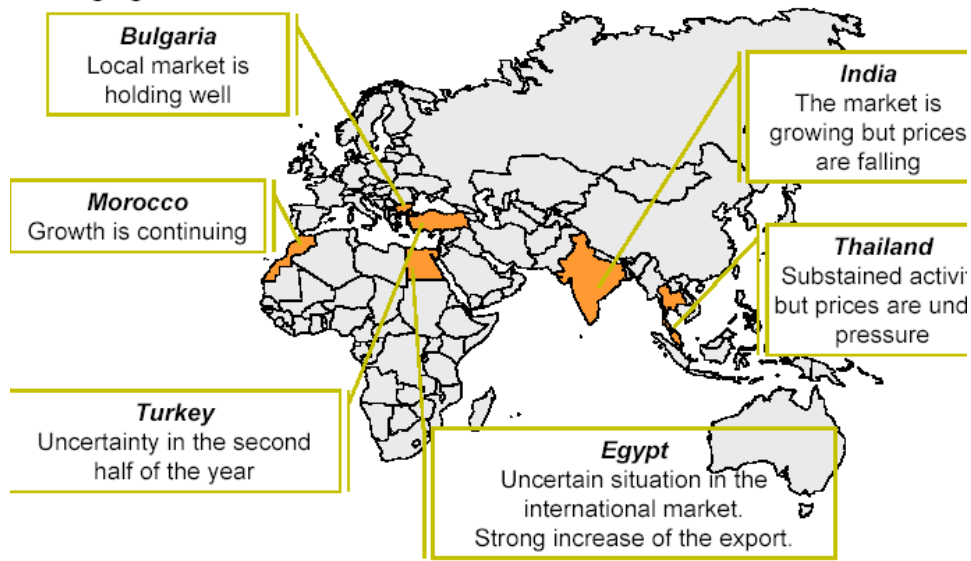 Bulgaria
Local market is
holding well
India
The market is
growing but prices
are falling
Morocco
Growth is continuing
Thailand
Substained activit
but prices are und
pressure
Turkey
Uncertainty in the second
half of the year
Egypt
Uncertain situation in the
international market.
Strong increase of the export.